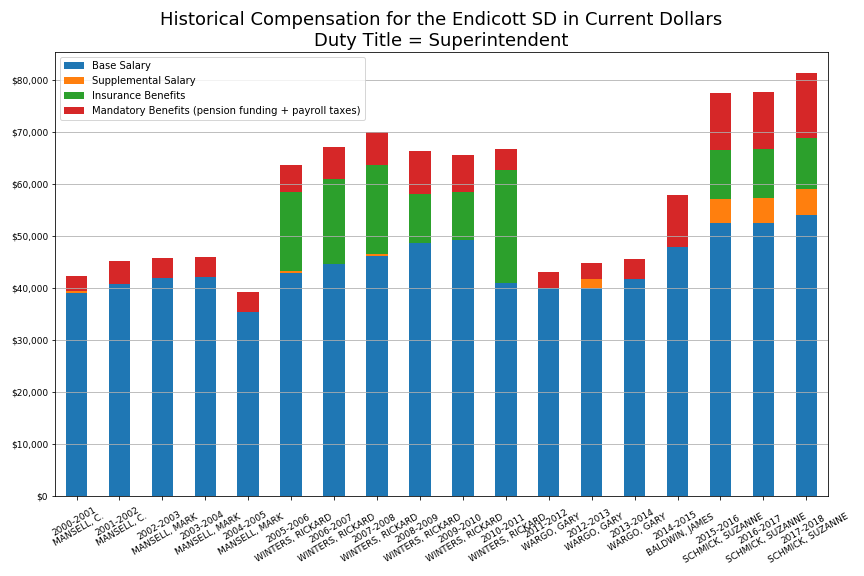 Historical Compensation for the Endicott SD in Current Dollars
Duty Title = Superintendent
Base Salary
Supplemental Salary
Insurance Benefits
Mandatory Benefits (pension funding + payroll taxes)
$80,000
$70,000
$60,000
$50,000
$40,000
$30,000
$20,000
$10,000
$0
2000-2001
MANSELL, C.
2001-2002
MANSELL, C.
2002-2003
MANSELL, MARK
2003-2004
MANSELL, MARK
2004-2005
MANSELL, MARK
2005-2006
WINTERS, RICKARD
2006-2007
WINTERS, RICKARD
2007-2008
WINTERS, RICKARD
2008-2009
WINTERS, RICKARD
2009-2010
WINTERS, RICKARD
2010-2011
WINTERS, RICKARD
2011-2012
WARGO, GARY
2012-2013
WARGO, GARY
2013-2014
WARGO, GARY
2014-2015
BALDWIN, JAMES
2015-2016
SCHMICK, SUZANNE
2016-2017
SCHMICK, SUZANNE
2017-2018
SCHMICK, SUZANNE